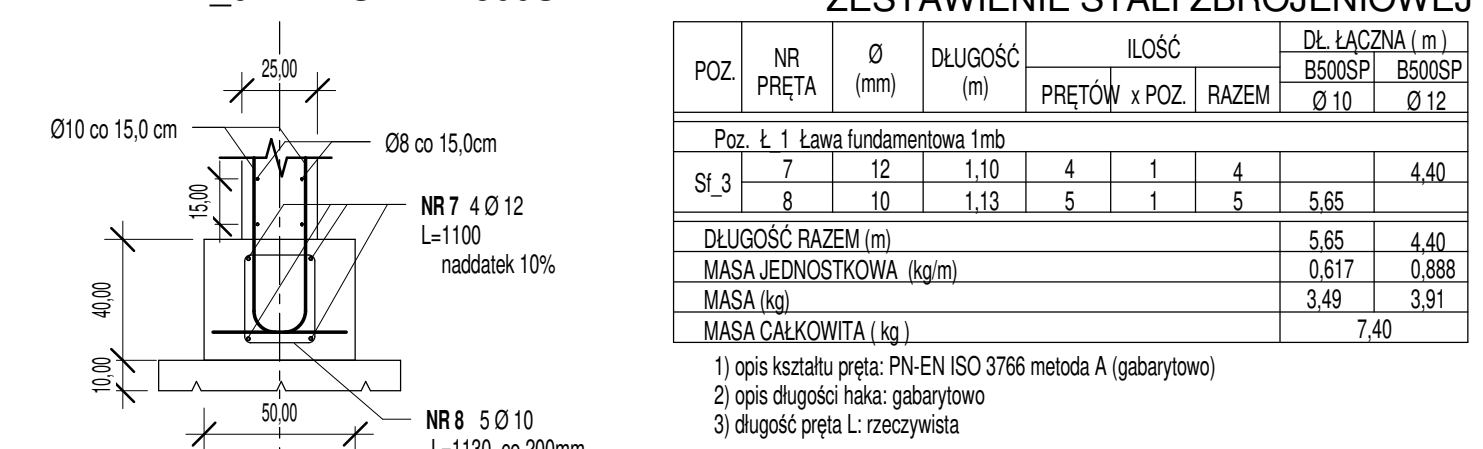 ZESTAWIENIE STALI ZBROJENIOWEJ
25,00
Ø10 co 15,0 cm
Ø8 co 15,0cm
15,00
NR 7 4 Ø 12
L=1100
naddatek 10%
40,00
10,00
50,00
NR 8 5 Ø 10
L=1130 co 200mm
POZ. NR PRĘTA Ø (mm) DŁUGOŚĆ (m) ILOŚĆ DŁ. ŁĄCZNA ( m )
PRĘTÓW x POZ. RAZEM B500SP B500SP
Ø 10 Ø 12
Poz. Ł_1 Ława fundamentowa 1mb
Sf_3 7 12 1,10 4 1 4 4,40
8 10 1,13 5 1 5 5,65
DŁUGOŚĆ RAZEM (m) 5,65 4,40
MASA JEDNOSTKOWA (kg/m) 0,617 0,888
MASA (kg) 3,49 3,91
MASA CAŁKOWITA ( kg ) 7,40
1) opis kształtu pręta: PN-EN ISO 3766 metoda A (gabarytowo)
2) opis długości haka: gabarytowo
3) długość pręta L: rzeczywista